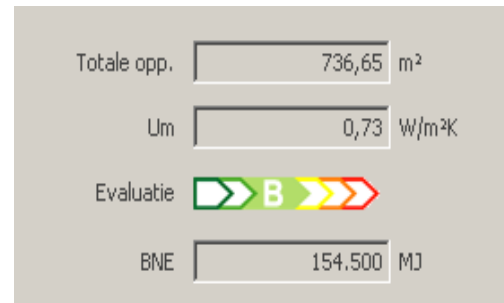 Totale opp. 736,65 m²
Um 0,73 W/m²K
Evaluatie B
BNE 154.500 MJ